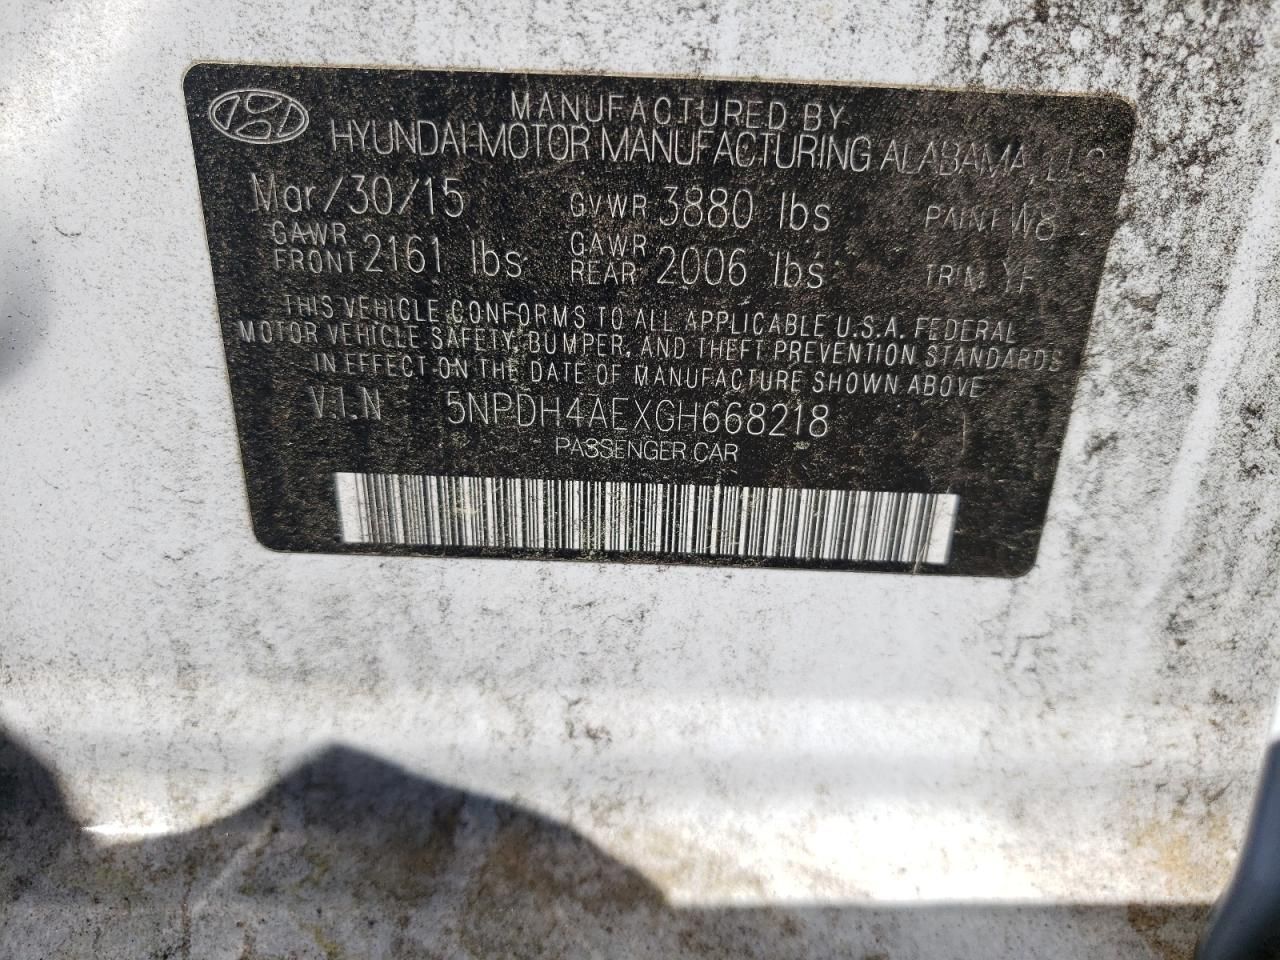 MANUFACTURED BY
HYUNDAI MOTOR MANUFACTURING ALABAMA, LLC
Mar/30/15 GVWR 3880 lbs PAINT W8
GAWR FRONT 2161 lbs GAWR REAR 2006 lbs TRIM YF
THIS VEHICLE CONFORMS TO ALL APPLICABLE U.S.A. FEDERAL
MOTOR VEHICLE SAFETY, BUMPER, AND THEFT PREVENTION STANDARDS
IN EFFECT ON THE DATE OF MANUFACTURE SHOWN ABOVE
V.I.N 5NPDH4AEXGH668218
PASSENGER CAR